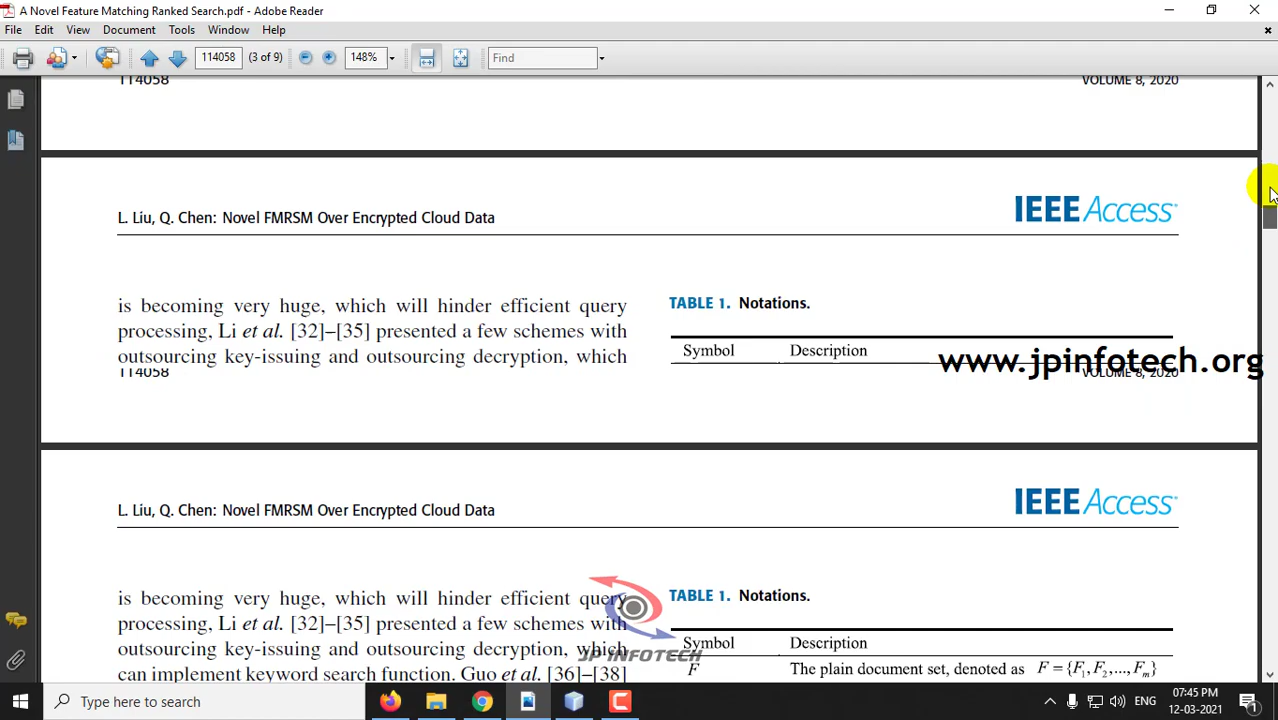 A Novel Feature Matching Ranked Search.pdf - Adobe Reader
File Edit View Document Tools Window Help
114058 (3 of 9) 148% Find
114058 VOLUME 8, 2020
L. Liu, Q. Chen: Novel FMRSM Over Encrypted Cloud Data
IEEE Access
is becoming very huge, which will hinder efficient query
processing, Li et al. [32]–[35] presented a few schemes with
outsourcing key-issuing and outsourcing decryption, which
TABLE 1. Notations.
Symbol Description
www.jpinfotech.org
114058 VOLUME 8, 2020
L. Liu, Q. Chen: Novel FMRSM Over Encrypted Cloud Data
IEEE Access
is becoming very huge, which will hinder efficient query
processing, Li et al. [32]–[35] presented a few schemes with
outsourcing key-issuing and outsourcing decryption, which
can implement keyword search function. Guo et al. [36]–[38]
TABLE 1. Notations.
Symbol Description
F The plain document set, denoted as F = {F₁,F₂,...,Fₘ}
JP INFOTECH
Type here to search
ENG
07:45 PM
12-03-2021
1